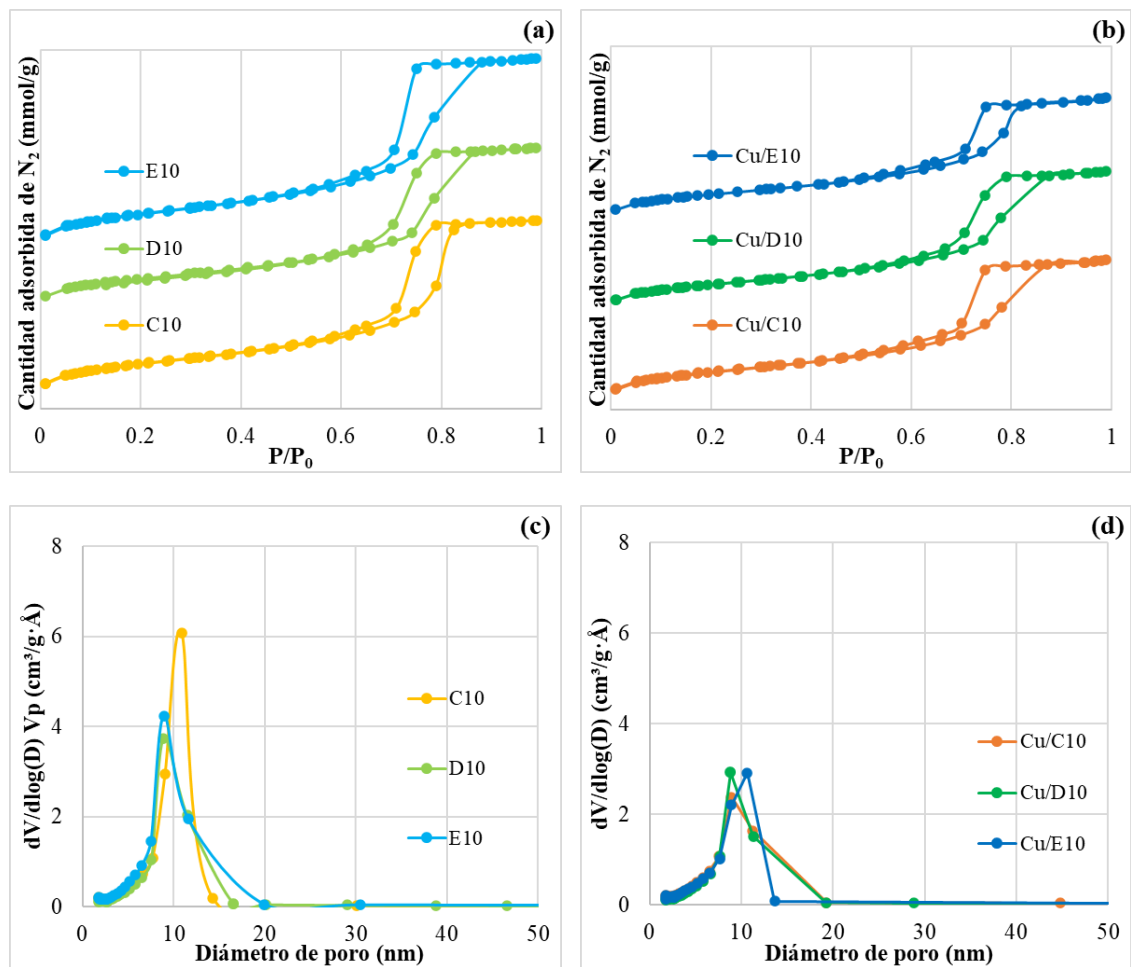 (a)
Cantidad adsorbida de N₂ (mmol/g)
E10
D10
C10
0 0.2 0.4 0.6 0.8 1
P/P₀
(b)
Cantidad adsorbida de N₂ (mmol/g)
Cu/E10
Cu/D10
Cu/C10
0 0.2 0.4 0.6 0.8 1
P/P₀
(c)
dV/dlog(D) Vp (cm³/g·Å)
8
6
4
2
0
C10
D10
E10
0 10 20 30 40 50
Diámetro de poro (nm)
(d)
dV/dlog(D) (cm³/g·Å)
8
6
4
2
0
Cu/C10
Cu/D10
Cu/E10
0 10 20 30 40 50
Diámetro de poro (nm)